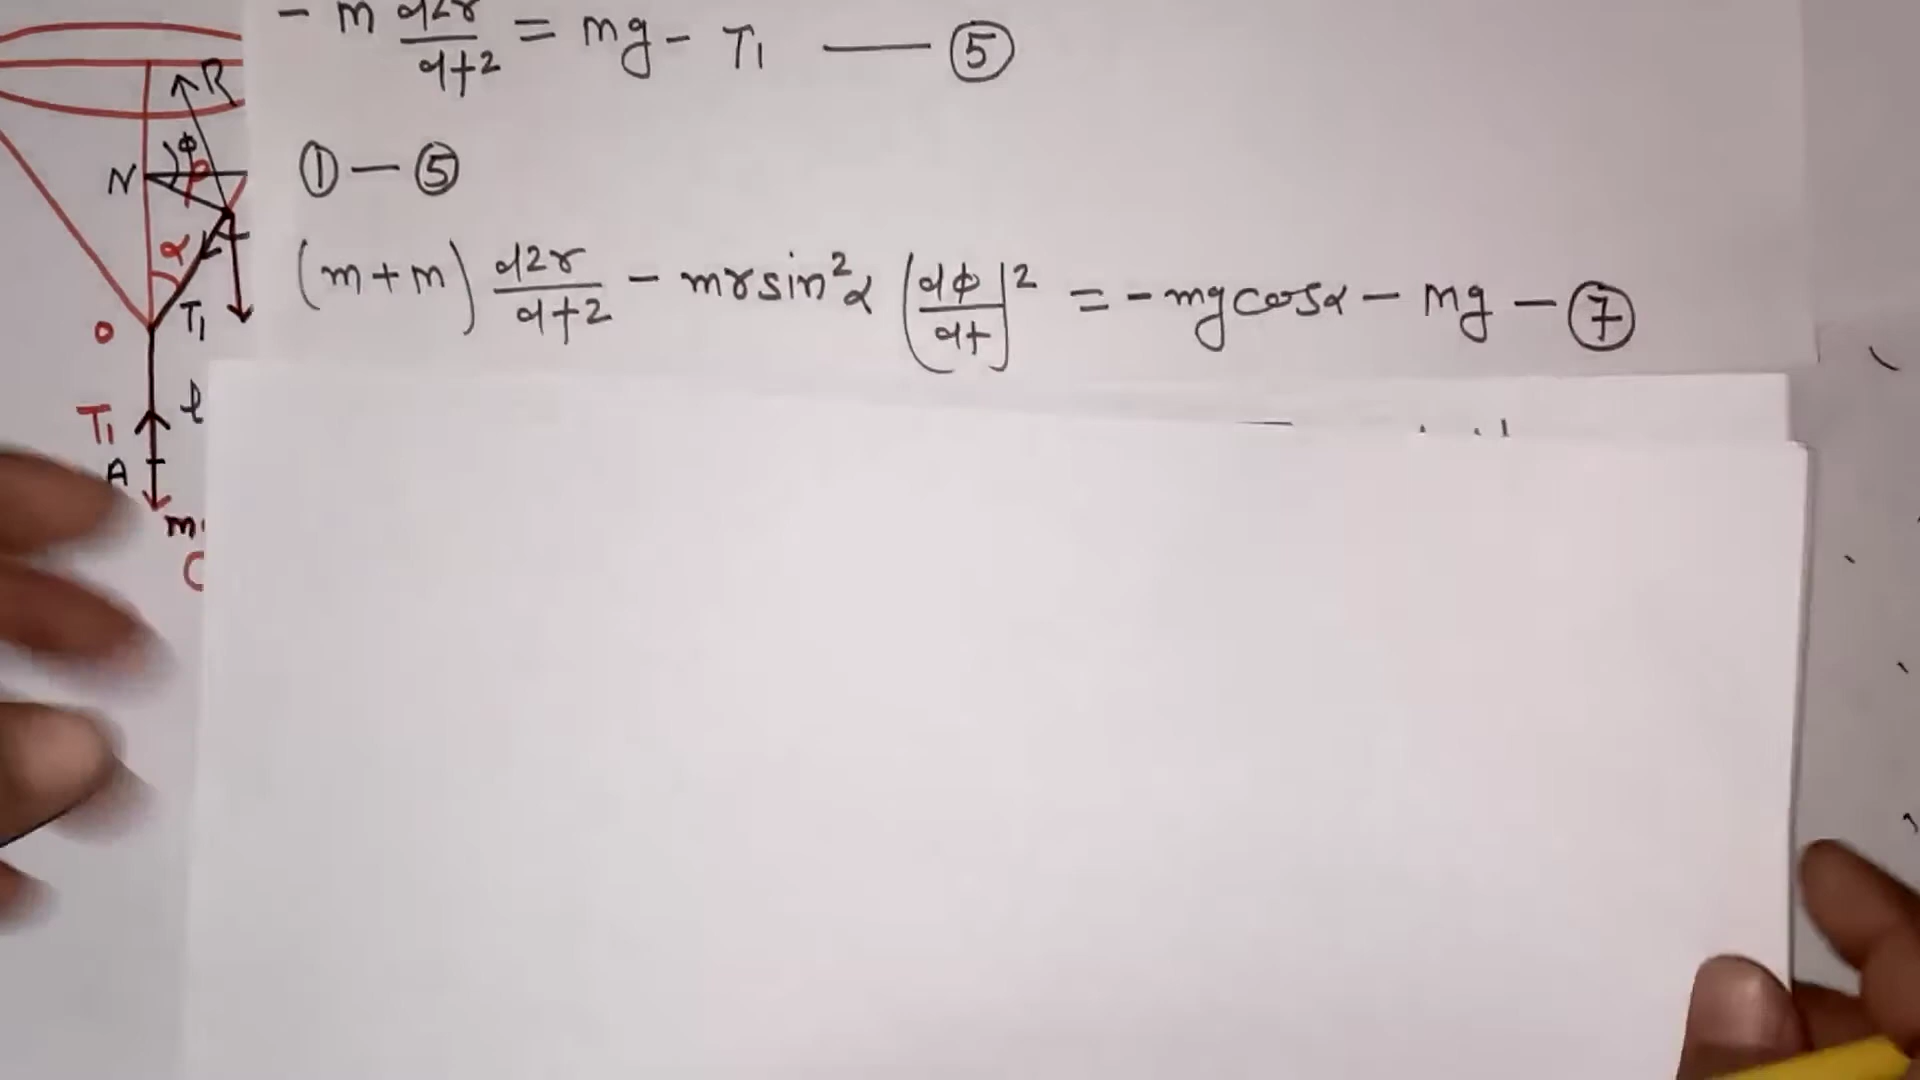 - m d2r/dt2 = mg - T1 —— ⑤
① — ⑤
(m+m) d2r/dt2 - mr sin²α (dφ/dt)² = - mg cosα - mg - ⑦
R
φ
N
P
α
O
T1
l
T1
A
m